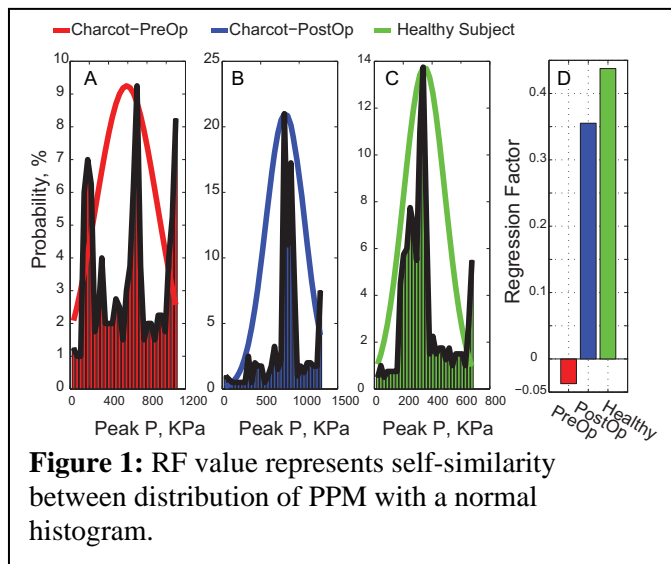 Charcot−PreOp Charcot−PostOp Healthy Subject
A
B
C
D
Probability, %
10
9
8
7
6
5
4
3
2
1
0
0 400 800 1200
Peak P, KPa
25
20
15
10
5
0
0 500 1000 1500
Peak P, KPa
14
12
10
8
6
4
2
0
0 200 400 600 800
Peak P, KPa
Regression Factor
0.4
0.3
0.2
0.1
0
−0.05
PreOp
PostOp
Healthy
Figure 1: RF value represents self-similarity
between distribution of PPM with a normal
histogram.